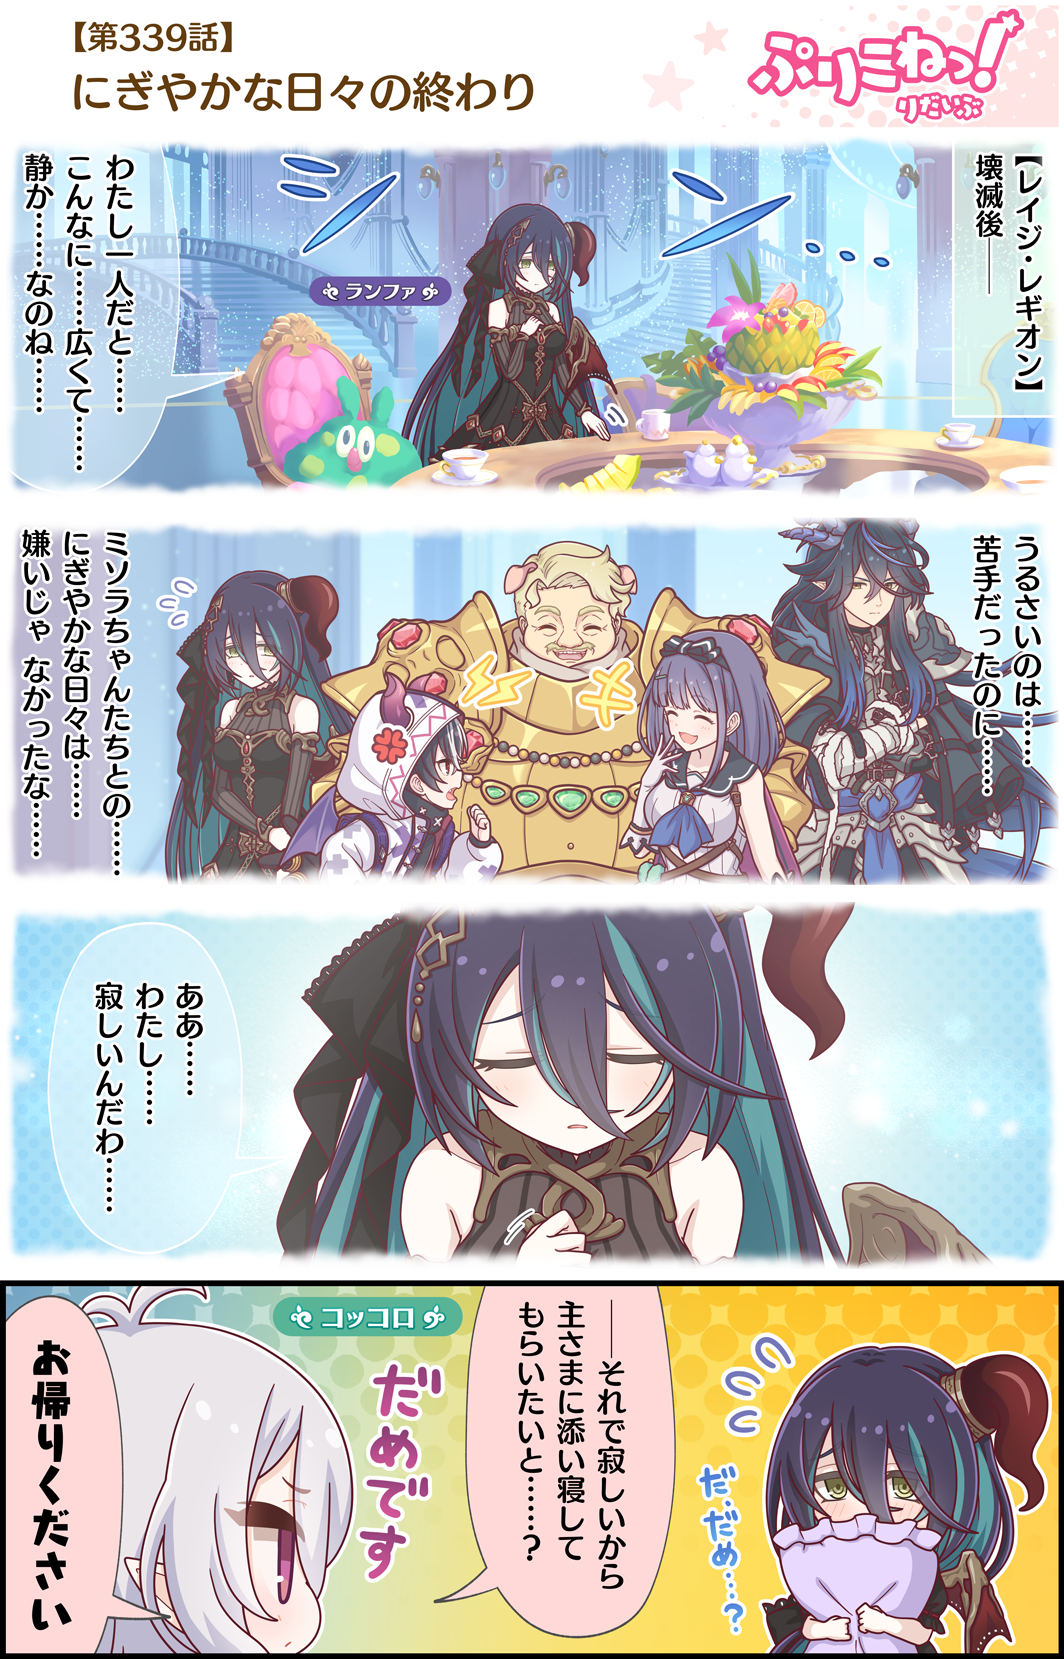 【第339話】
にぎやかな日々の終わり
ぷりこねっ!
りだいぶ
【レイジ・レギオン】
壊滅後――
ランファ
わたし一人だと……
こんなに……広くて……
静か……なのね……
うるさいのは……
苦手だったのに……
ミソラちゃんたちとの……
にぎやかな日々は……
嫌いじゃ なかったな……
ああ……
わたし……
寂しいんだわ……
――それで寂しいから
主さまに添い寝して
もらいたいと……?
だ、だめ…?
コッコロ
だめです
お帰りください